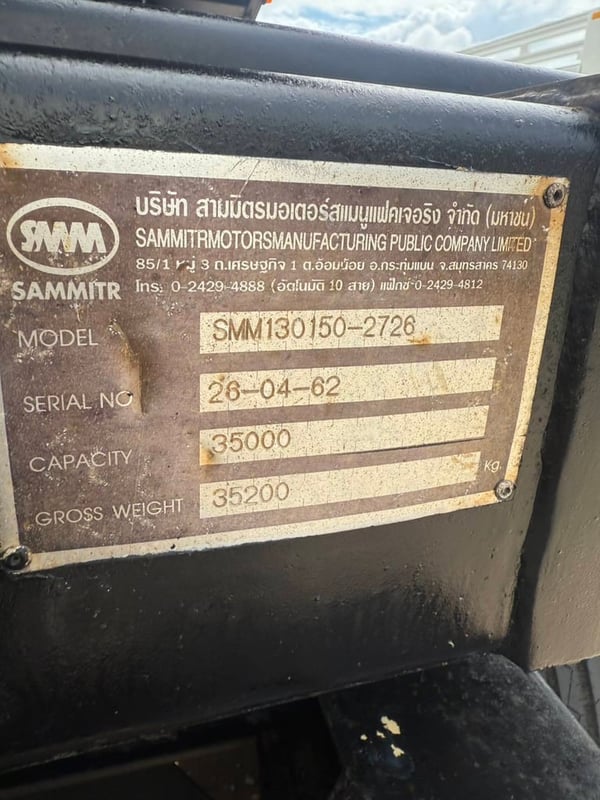 SMM
SAMMITR
บริษัท สามมิตรมอเตอร์สแมนูแฟคเจอริง จำกัด (มหาชน)
SAMMITRMOTORSMANUFACTURING PUBLIC COMPANY LIMITED
85/1 หมู่ 3 ถ.เศรษฐกิจ 1 ต.อ้อมน้อย อ.กระทุ่มแบน จ.สมุทรสาคร 74130
โทร: 0-2429-4888 (อัตโนมัติ 10 สาย) แฟ็กซ์ 0-2429-4812
MODEL SMM130150-2726
SERIAL NO 26-04-62
CAPACITY 35000
GROSS WEIGHT 35200 Kg.